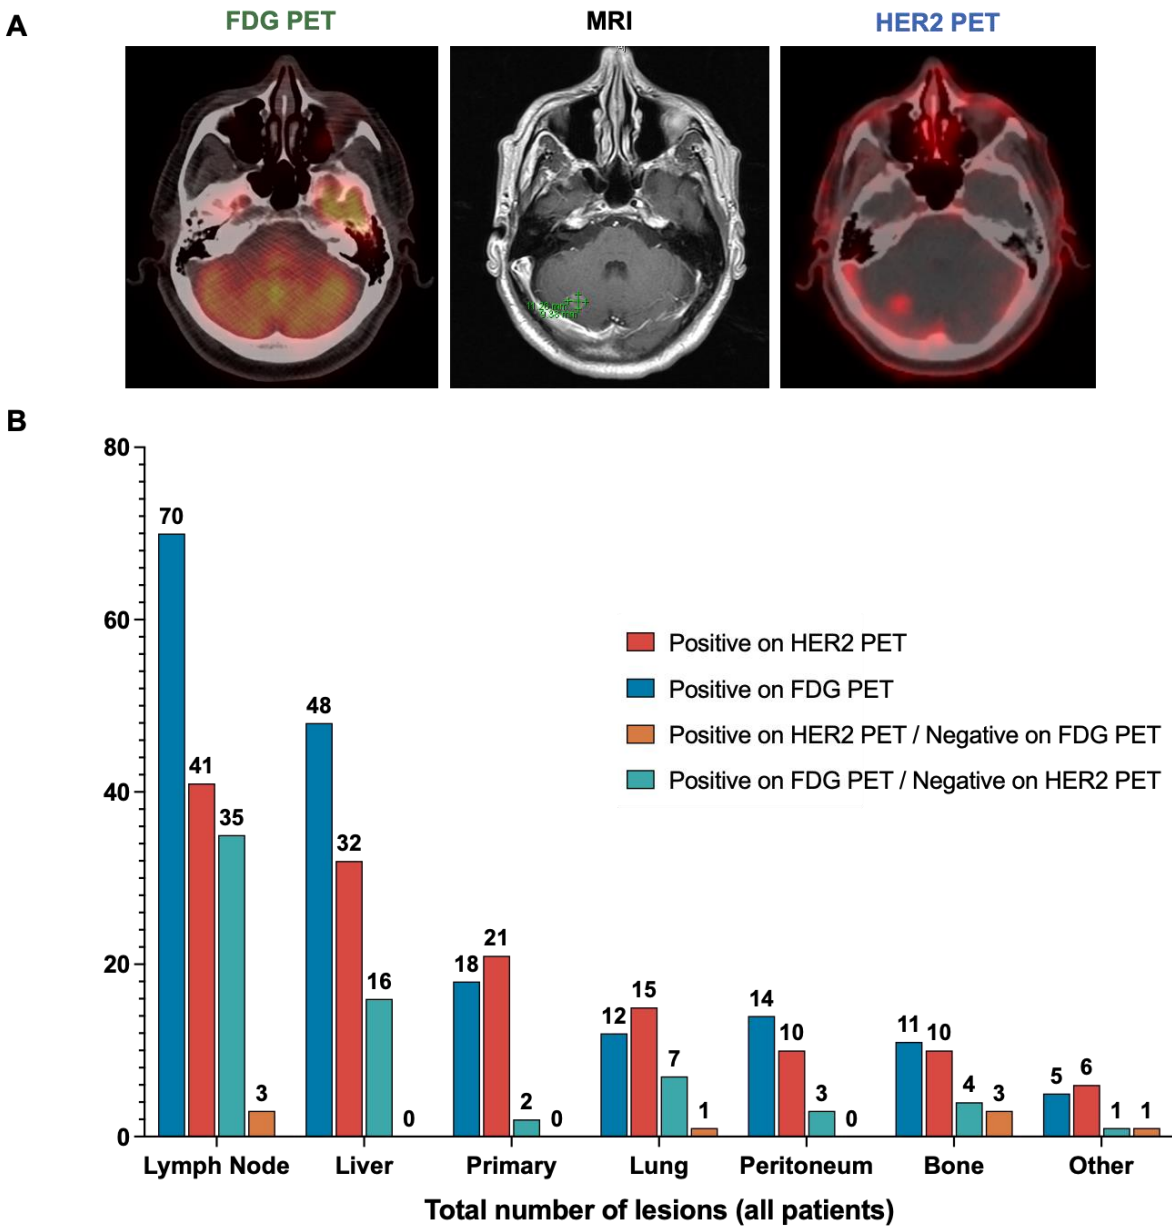 A
FDG PET
MRI
HER2 PET
B
80
60
40
20
0
70
41
35
3
48
32
16
0
18
21
2
0
12
15
7
1
14
10
3
0
11
10
4
3
5
6
1
1
Positive on HER2 PET
Positive on FDG PET
Positive on HER2 PET / Negative on FDG PET
Positive on FDG PET / Negative on HER2 PET
Lymph Node
Liver
Primary
Lung
Peritoneum
Bone
Other
Total number of lesions (all patients)